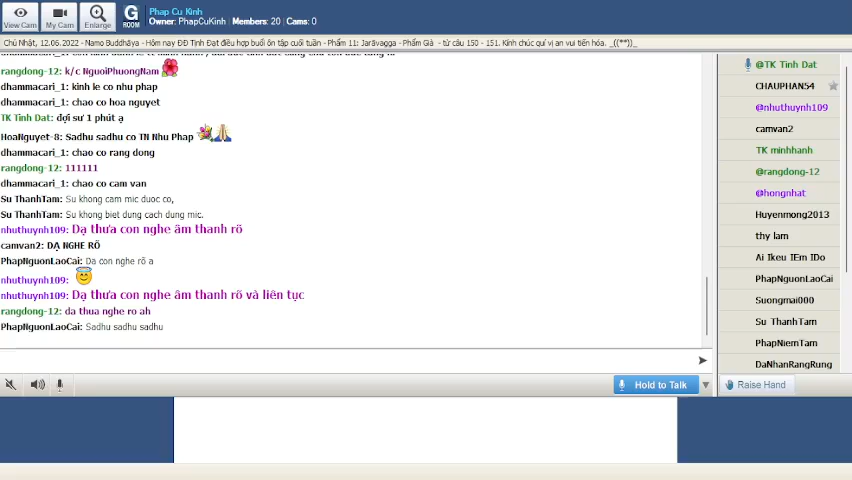 View Cam
My Cam
Enlarge
G
ROOM
Phap Cu Kinh
Owner: PhapCuKinh | Members: 20 | Cams: 0
Chủ Nhật, 12.06.2022 - Namo Buddhāya - Hôm nay ĐĐ Tịnh Đạt điều hợp buổi ôn tập cuối tuần - Phẩm 11: Jarāvagga - Phẩm Già - từ câu 150 - 151. Kính chúc quí vị an vui tiến hóa. _((**))_
rangdong-12: k/c NguoiPhuongNam
dhammacari_1: kinh le co nhu phap
dhammacari_1: chao co hoa nguyet
TK Tinh Dat: đợi sư 1 phút ạ
HoaNguyet-8: Sadhu sadhu co TN Nhu Phap
dhammacari_1: chao co rang dong
rangdong-12: 111111
dhammacari_1: chao co cam van
Su ThanhTam: Su khong cam mic duoc co,
Su ThanhTam: Su khong biet dung cach dung mic.
nhuthuynh109: Dạ thưa con nghe âm thanh rõ
camvan2: DẠ NGHE RÕ
PhapNguonLaoCai: Da con nghe rõ a
nhuthuynh109:
nhuthuynh109: Dạ thưa con nghe âm thanh rõ và liên tục
rangdong-12: da thua nghe ro ah
PhapNguonLaoCai: Sadhu sadhu sadhu
Hold to Talk
@TK Tinh Dat
CHAUPHAN54
@nhuthuynh109
camvan2
TK minhhanh
@rangdong-12
@hongnhat
Huyenmong2013
thy lam
Ai Ikeu IEm IDo
PhapNguonLaoCai
Suongmai000
Su ThanhTam
PhapNiemTam
DaNhanRangRung
Raise Hand